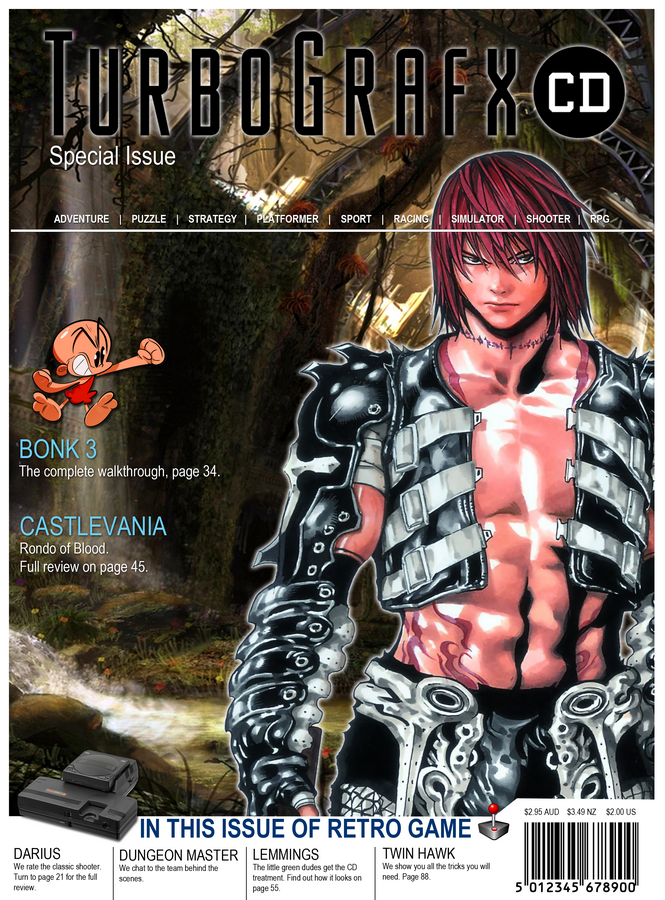 TURBOGRAFX CD
Special Issue
ADVENTURE | PUZZLE | STRATEGY | PLATFORMER | SPORT | RACING | SIMULATOR | SHOOTER | RPG
BONK 3
The complete walkthrough, page 34.
CASTLEVANIA
Rondo of Blood.
Full review on page 45.
IN THIS ISSUE OF RETRO GAME
$2.95 AUD $3.49 NZ $2.00 US
DARIUS
We rate the classic shooter.
Turn to page 21 for the full
review.
DUNGEON MASTER
We chat to the team behind the
scenes.
LEMMINGS
The little green dudes get the CD
treatment. Find out how it looks on
page 55.
TWIN HAWK
We show you all the tricks you will
need. Page 88.
5 012345 678900